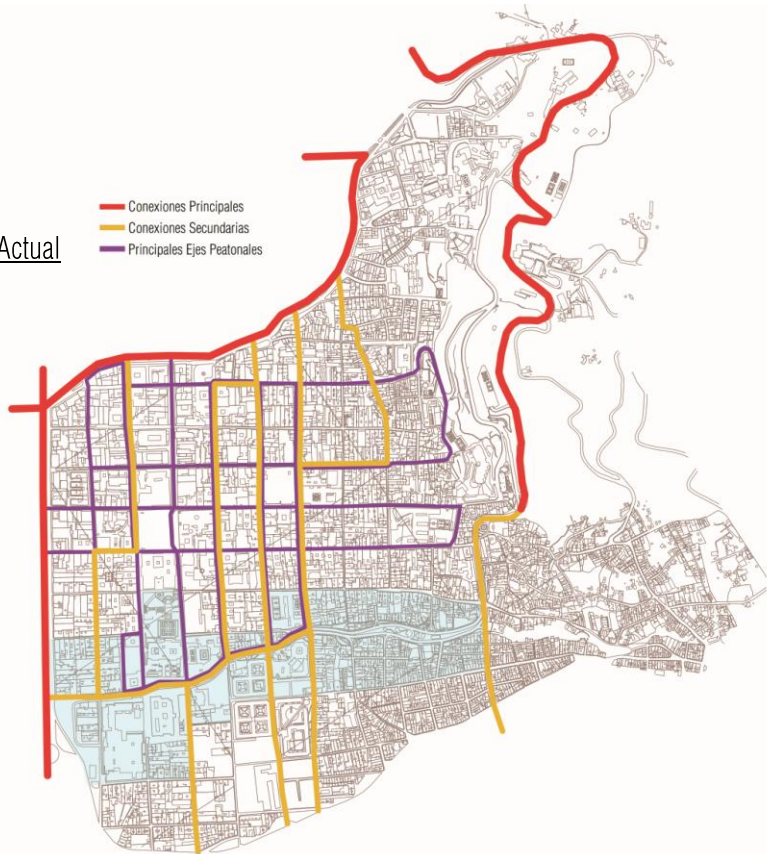 Conexiones Principales
Conexiones Secundarias
Principales Ejes Peatonales
Actual